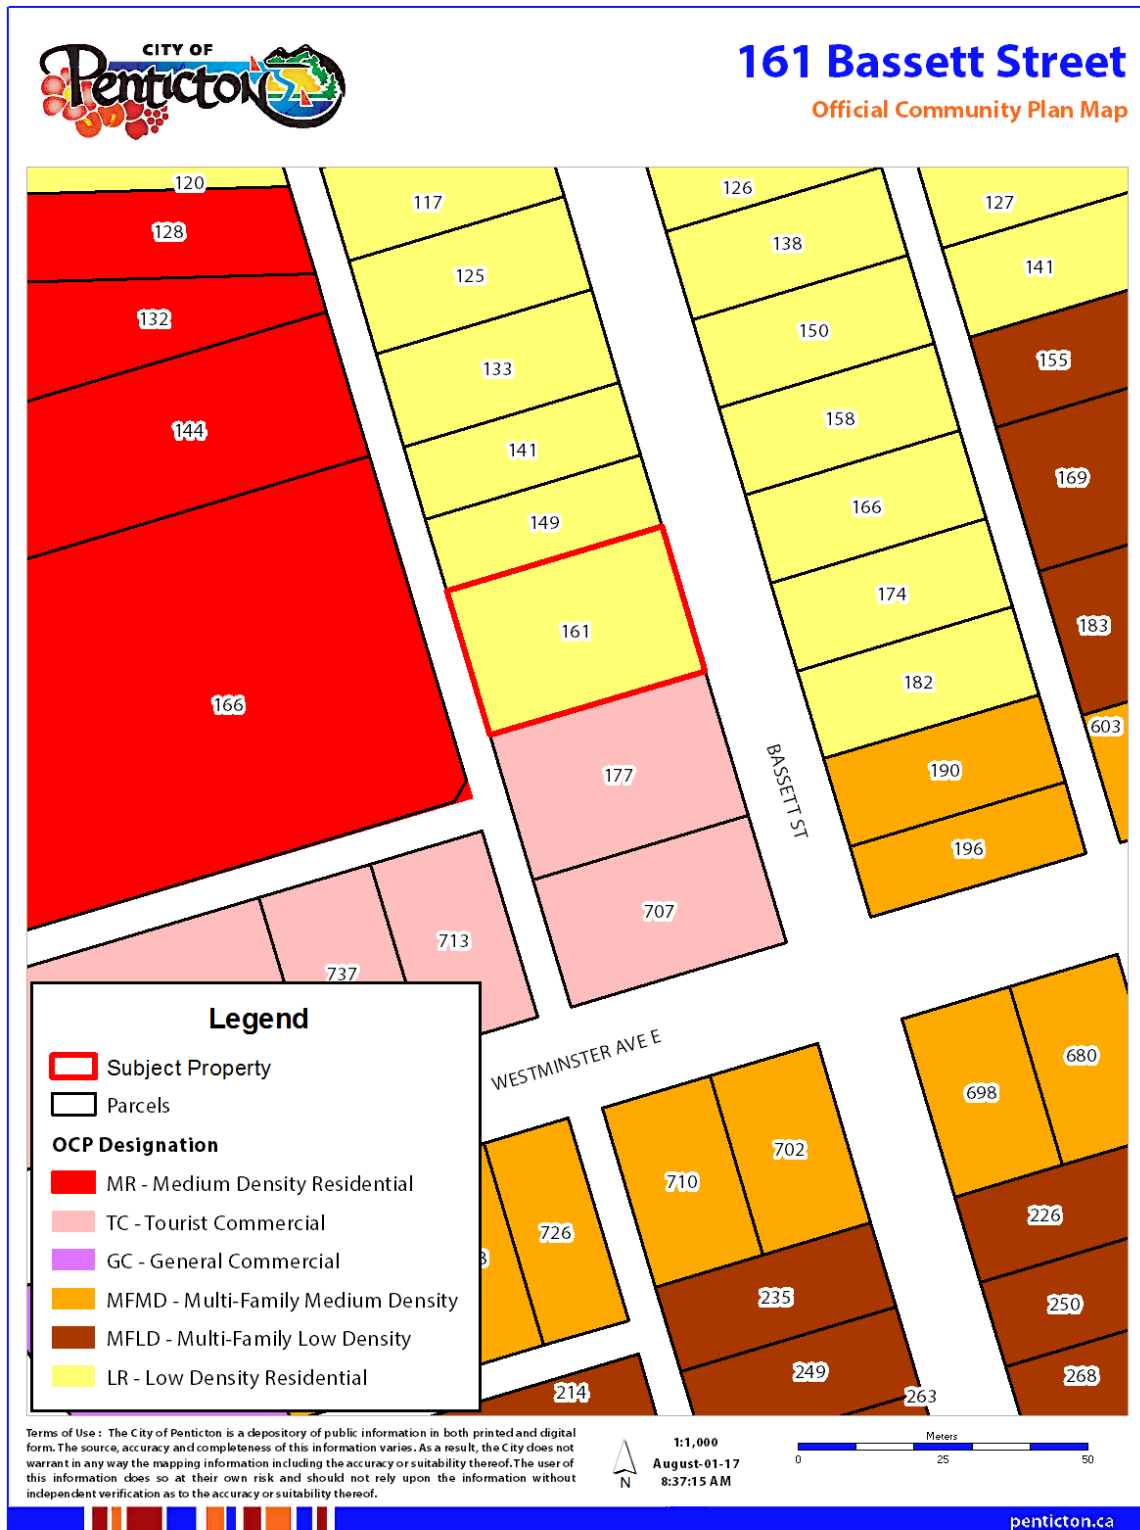 CITY OF
Penticton
161 Bassett Street
Official Community Plan Map
120
117
126
127
128
138
125
141
132
150
133
155
144
158
141
169
149
166
174
161
183
182
166
603
177
190
BASSETT ST
196
707
713
737
Legend
Subject Property
Parcels
OCP Designation
MR - Medium Density Residential
TC - Tourist Commercial
GC - General Commercial
MFMD - Multi-Family Medium Density
MFLD - Multi-Family Low Density
LR - Low Density Residential
WESTMINSTER AVE E
680
698
702
710
226
726
235
250
249
268
214
263
Terms of Use : The City of Penticton is a depository of public information in both printed and digital
form. The source, accuracy and completeness of this information varies. As a result, the City does not
warrant in any way the mapping information including the accuracy or suitability thereof. The user of
this information does so at their own risk and should not rely upon the information without
independent verification as to the accuracy or suitability thereof.
N
1:1,000
August-01-17
8:37:15 AM
Meters
0 25 50
penticton.ca